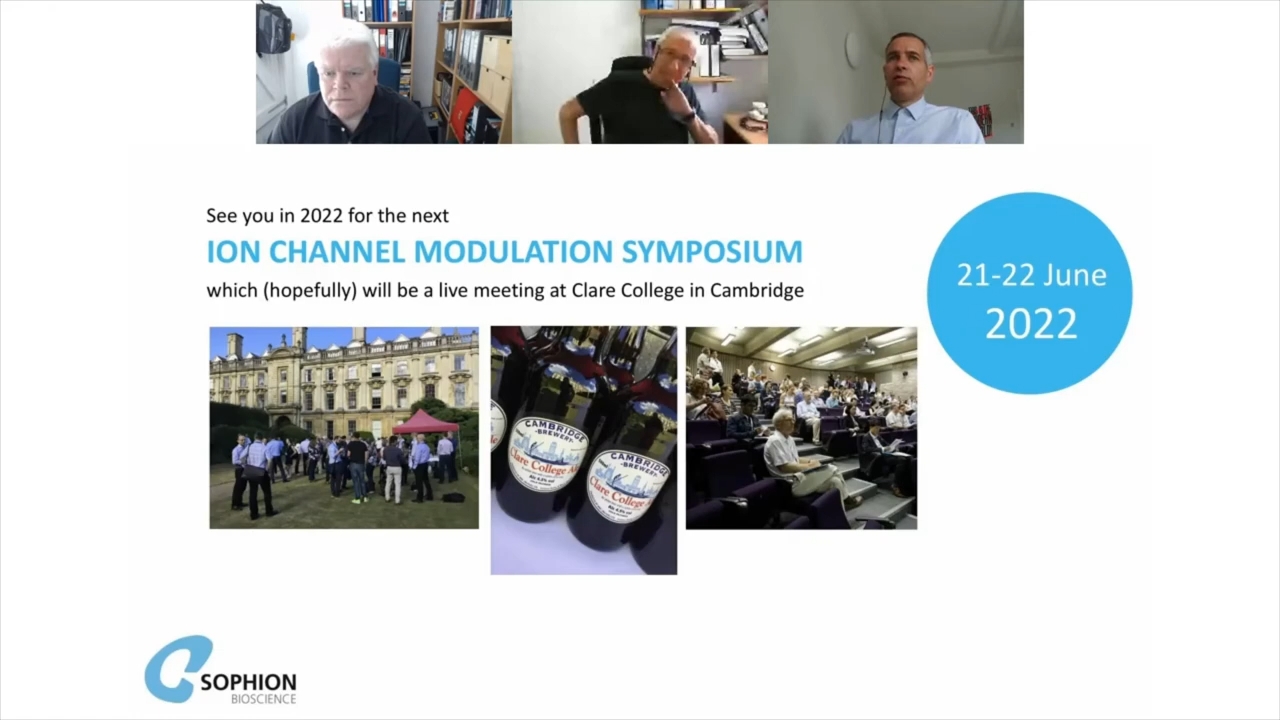 See you in 2022 for the next
ION CHANNEL MODULATION SYMPOSIUM
which (hopefully) will be a live meeting at Clare College in Cambridge
21-22 June
2022
CAMBRIDGE
BREWERY
Clare College
CAMBRIDGE
BREWERY
Clare College
SOPHION
BIOSCIENCE